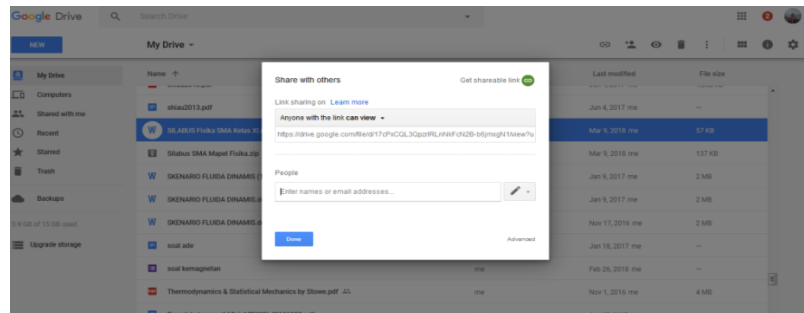 Google Drive
Search Drive
2
NEW
My Drive
My Drive
Computers
Shared with me
Recent
Starred
Trash
Backups
Upgrade storage
Name
Last modified
File size
shiau2013.pdf
Jun 4, 2017 me
SILABUS Fisika SMA Kelas XI
Mar 9, 2018 me
57 KB
Silabus SMA Mapel Fisika.zip
Mar 9, 2018 me
137 KB
SKENARIO FLUIDA DINAMIS
Jan 9, 2017 me
2 MB
SKENARIO FLUIDA DINAMIS
Jan 9, 2017 me
2 MB
SKENARIO FLUIDA DINAMIS
Nov 17, 2016 me
2 MB
soal ade
Jan 18, 2017 me
soal kemagnetan
me
Feb 26, 2016 me
Thermodynamics & Statistical Mechanics by Stowe.pdf
me
Nov 1, 2016 me
4 MB
Share with others
Get shareable link
Link sharing on Learn more
Anyone with the link can view
People
Enter names or email addresses...
Done
Advanced